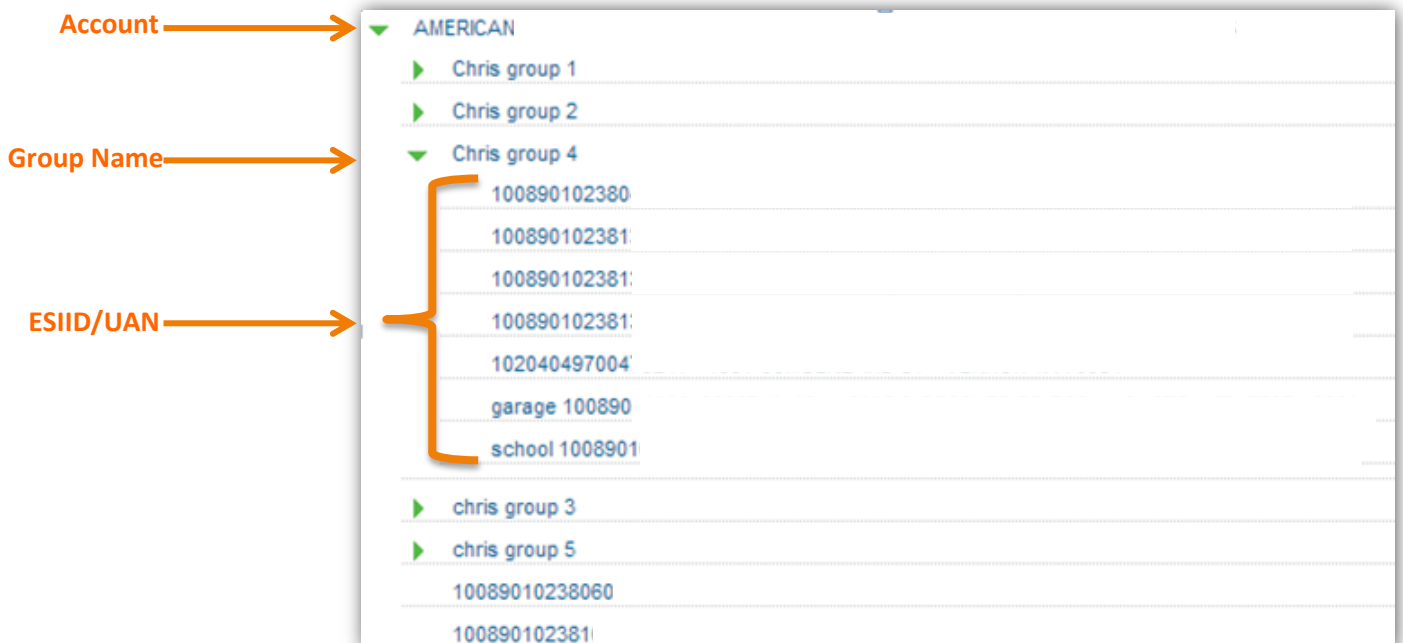 Account
AMERICAN
Chris group 1
Chris group 2
Group Name
Chris group 4
100890102380
100890102381
100890102381
ESIID/UAN
100890102381
102040497004
garage 100890
school 1008901
chris group 3
chris group 5
10089010238060
100890102381